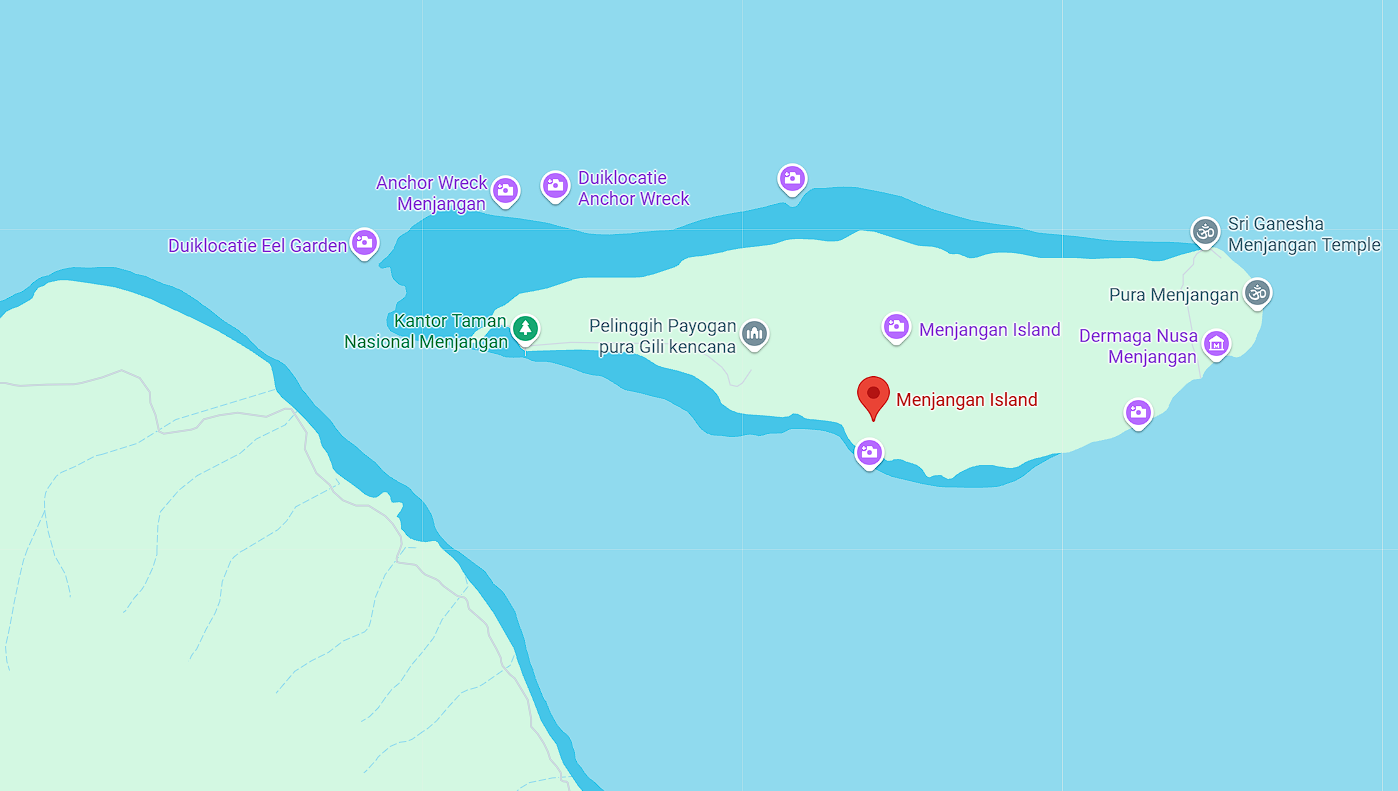 Anchor Wreck
Menjangan
Duiklocatie
Anchor Wreck
Duiklocatie Eel Garden
Sri Ganesha
Menjangan Temple
Pura Menjangan
Kantor Taman
Nasional Menjangan
Pelinggih Payogan
pura Gili kencana
Menjangan Island
Dermaga Nusa
Menjangan
Menjangan Island